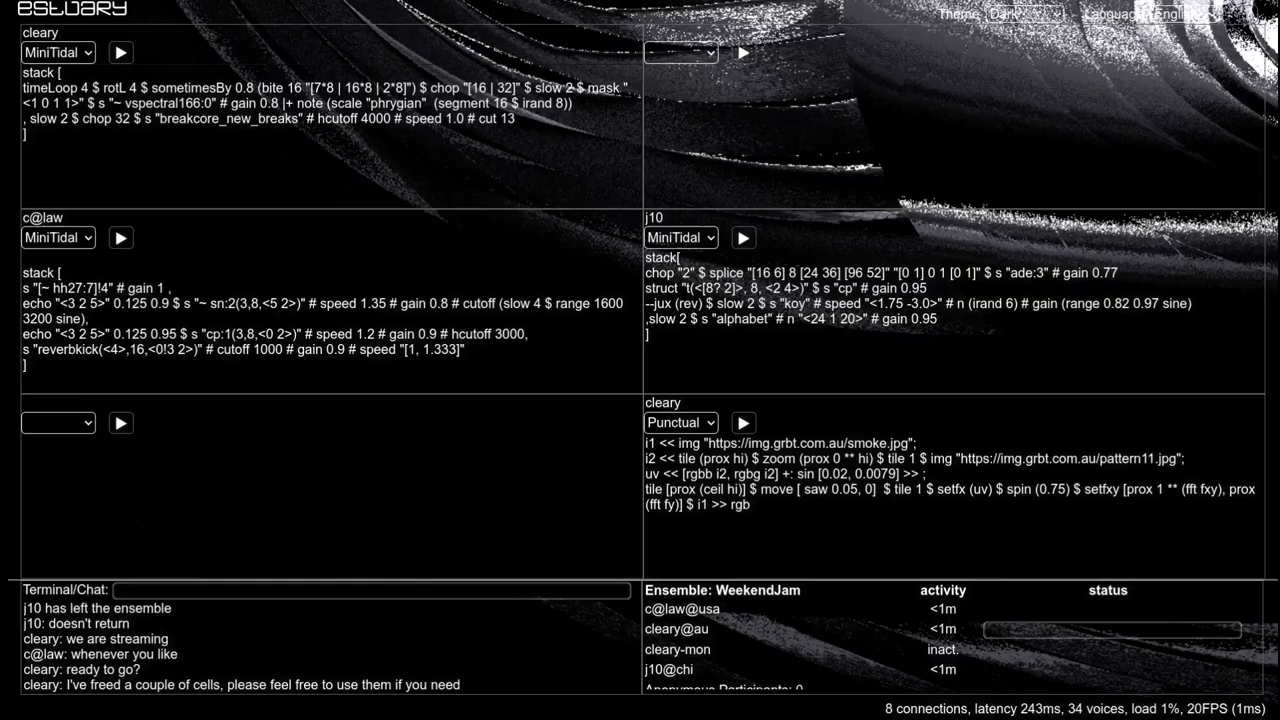 estuary
Theme Dark Language English
cleary
MiniTidal
stack [
timeLoop 4 $ rotL 4 $ sometimesBy 0.8 (bite 16 "[7*8 | 16*8 | 2*8]") $ chop "[16 | 32]" $ slow 2 $ mask "
<1 0 1 1>" $ s "~ vspectral166:0" # gain 0.8 |+ note (scale "phrygian"  (segment 16 $ irand 8))
, slow 2 $ chop 32 $ s "breakcore_new_breaks" # hcutoff 4000 # speed 1.0 # cut 13
]
c@law
MiniTidal
stack [
s "[~ hh27:7]!4" # gain 1 ,
echo "<3 2 5>" 0.125 0.9 $ s "~ sn:2(3,8,<5 2>)" # speed 1.35 # gain 0.8 # cutoff (slow 4 $ range 1600
3200 sine),
echo "<3 2 5>" 0.125 0.95 $ s "cp:1(3,8,<0 2>)" # speed 1.2 # gain 0.9 # hcutoff 3000,
s "reverbkick(<4>,16,<0!3 2>)" # cutoff 1000 # gain 0.9 # speed "[1, 1.333]"
]
j10
MiniTidal
stack[
chop "2" $ splice "[16 6] 8 [24 36] [96 52]" "[0 1] 0 1 [0 1]" $ s "ade:3" # gain 0.77
struct "t(<[8? 2]>, 8, <2 4>)" $ s "cp" # gain 0.95
--jux (rev) $ slow 2 $ s "koy" # speed "<1.75 -3.0>" # n (irand 6) # gain (range 0.82 0.97 sine)
,slow 2 $ s "alphabet" # n "<24 1 20>" # gain 0.95
]
cleary
Punctual
i1 << img "https://img.grbt.com.au/smoke.jpg";
i2 << tile (prox hi) $ zoom (prox 0 ** hi) $ tile 1 $ img "https://img.grbt.com.au/pattern11.jpg";
uv << [rgbb i2, rgbg i2] +: sin [0.02, 0.0079] >> ;
tile [prox (ceil hi)] $ move [ saw 0.05, 0]  $ tile 1 $ setfx (uv) $ spin (0.75) $ setfxy [prox 1 ** (fft fxy), prox
(fft fy)] $ i1 >> rgb
Terminal/Chat:
j10 has left the ensemble
j10: doesn't return
cleary: we are streaming
c@law: whenever you like
cleary: ready to go?
cleary: I've freed a couple of cells, please feel free to use them if you need
Ensemble: WeekendJam activity status
c@law@usa <1m
cleary@au <1m
cleary-mon inact.
j10@chi <1m
Anonymous Participants: 0
8 connections, latency 243ms, 34 voices, load 1%, 20FPS (1ms)